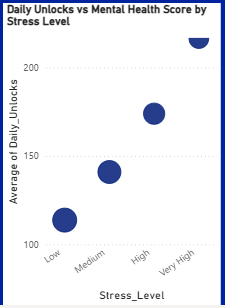 Daily Unlocks vs Mental Health Score by
Stress Level
200
150
100
Average of Daily_Unlocks
Low
Medium
High
Very High
Stress_Level